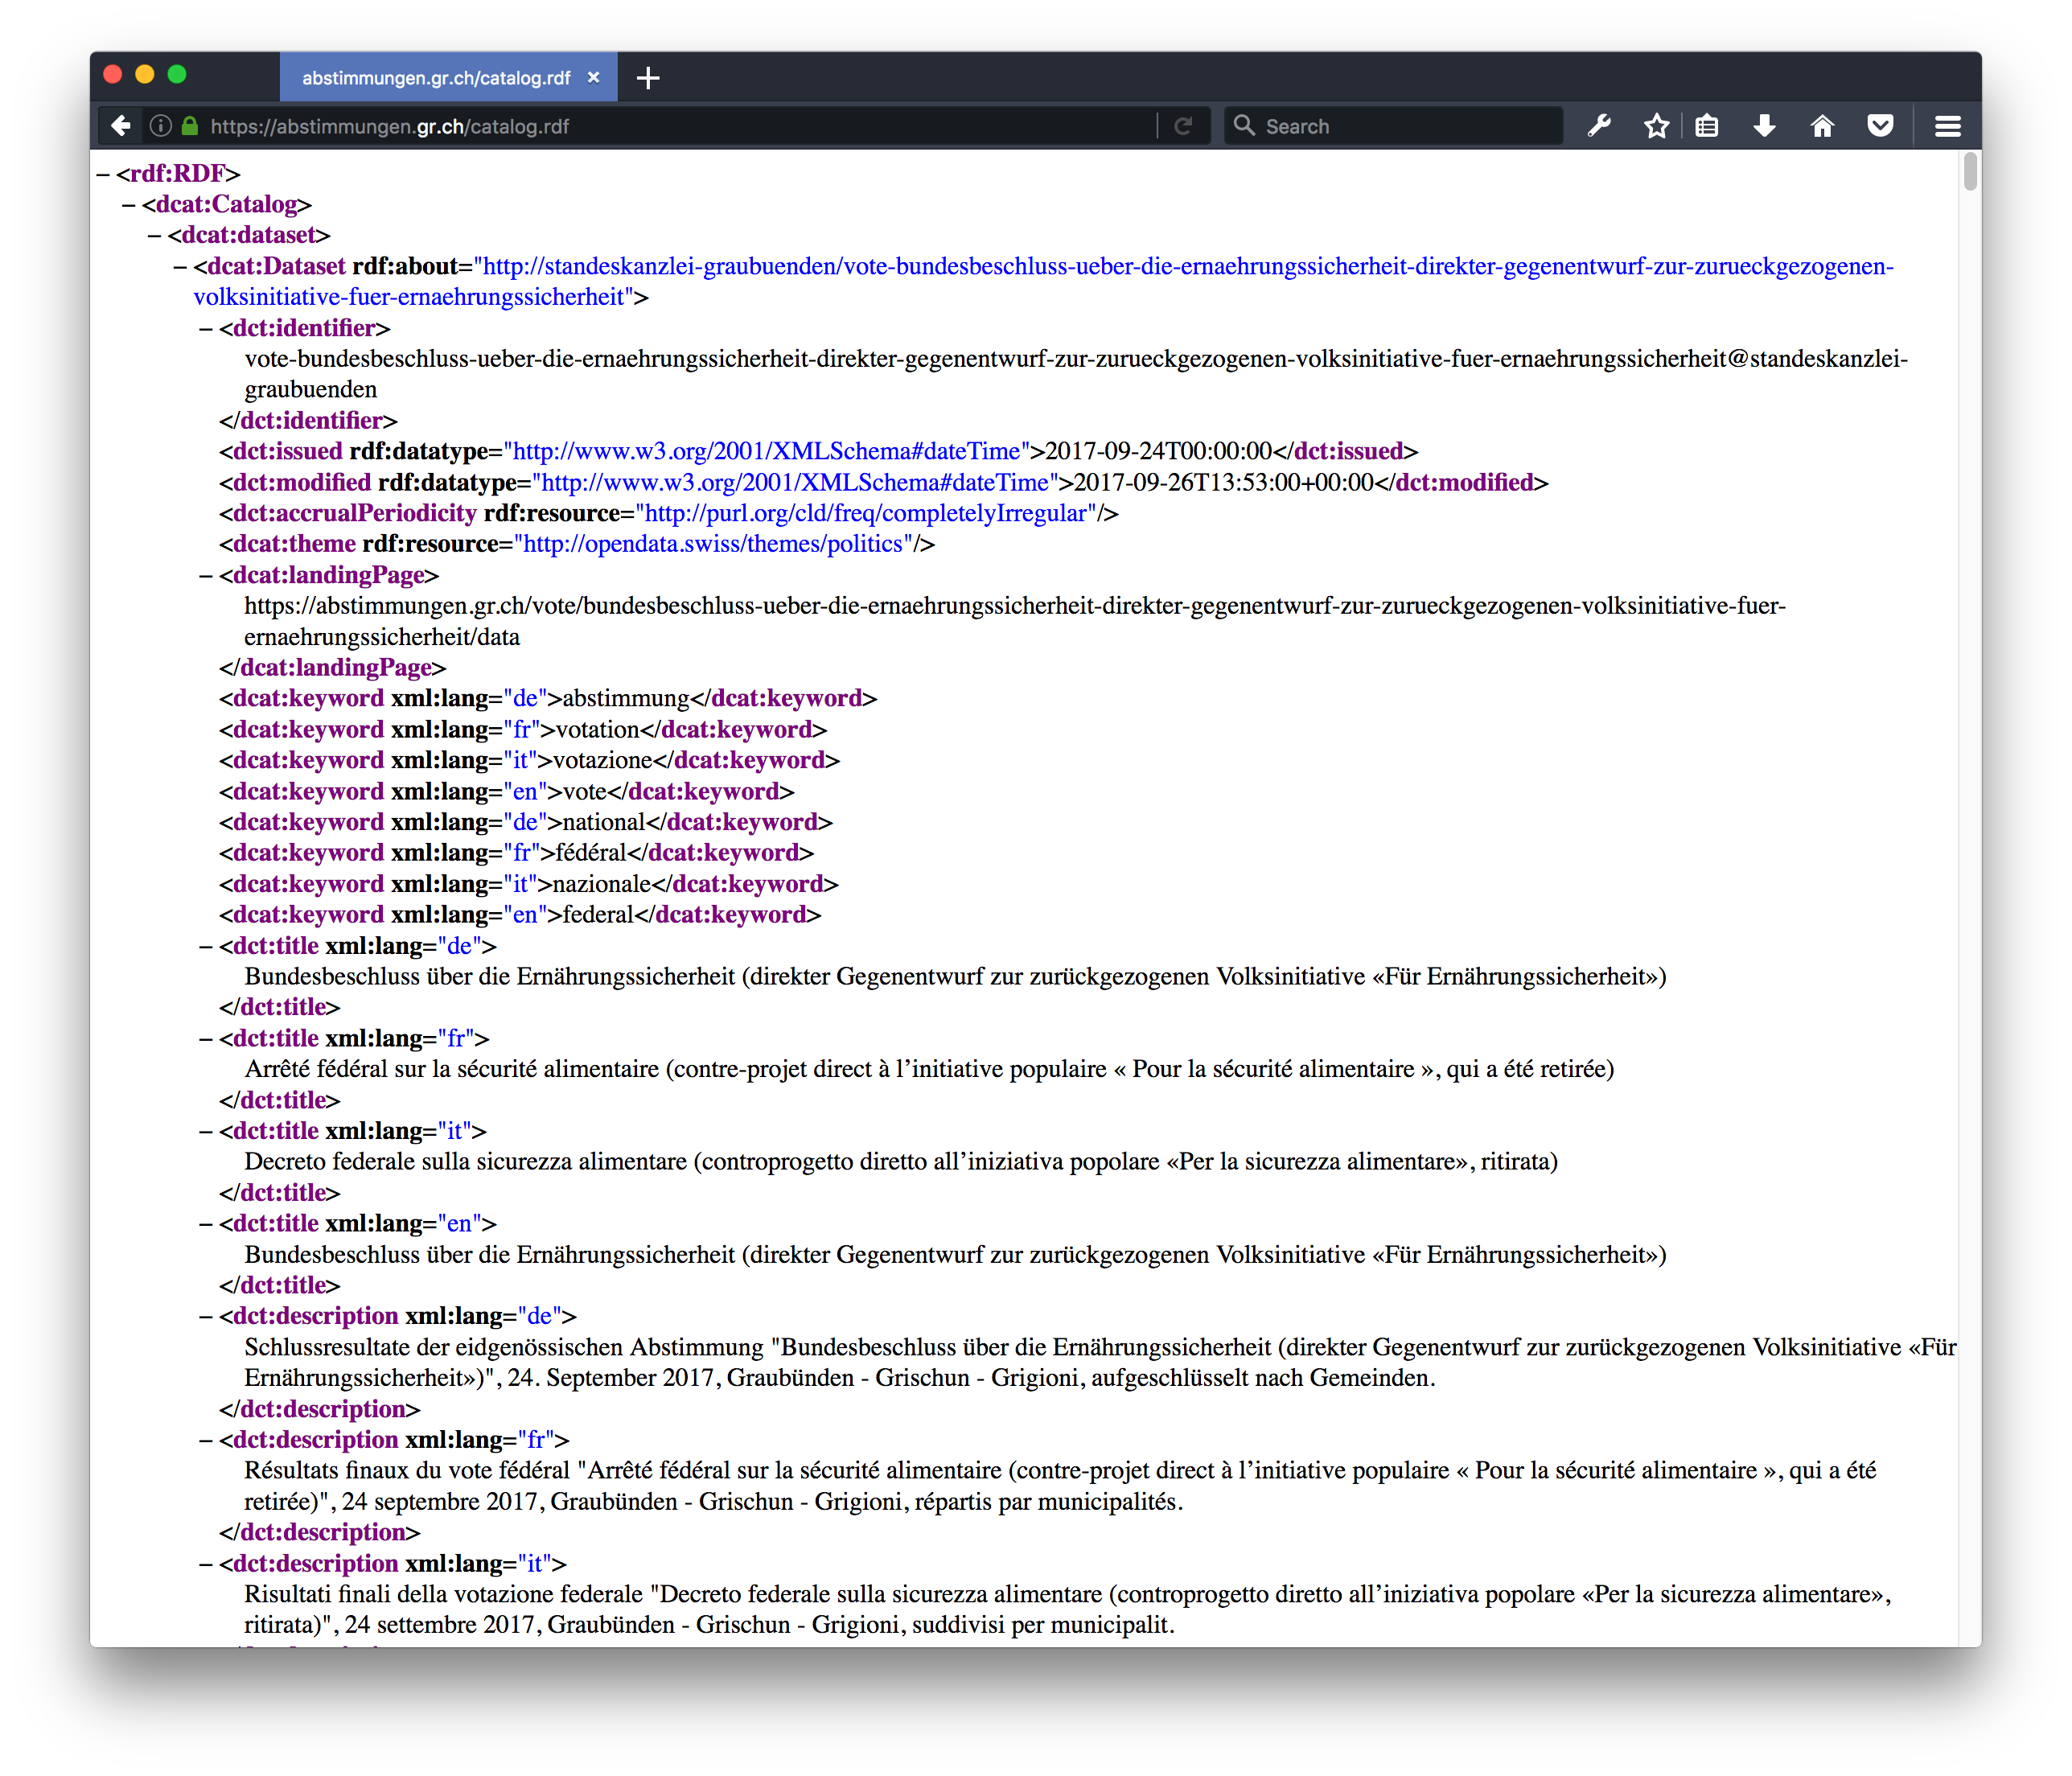 abstimmungen.gr.ch/catalog.rdf ×
https://abstimmungen.gr.ch/catalog.rdf
Search
– <rdf:RDF>
– <dcat:Catalog>
– <dcat:dataset>
– <dcat:Dataset rdf:about="http://standeskanzlei-graubuenden/vote-bundesbeschluss-ueber-die-ernaehrungssicherheit-direkter-gegenentwurf-zur-zurueckgezogenen-
volksinitiative-fuer-ernaehrungssicherheit">
– <dct:identifier>
vote-bundesbeschluss-ueber-die-ernaehrungssicherheit-direkter-gegenentwurf-zur-zurueckgezogenen-volksinitiative-fuer-ernaehrungssicherheit@standeskanzlei-
graubuenden
</dct:identifier>
<dct:issued rdf:datatype="http://www.w3.org/2001/XMLSchema#dateTime">2017-09-24T00:00:00</dct:issued>
<dct:modified rdf:datatype="http://www.w3.org/2001/XMLSchema#dateTime">2017-09-26T13:53:00+00:00</dct:modified>
<dct:accrualPeriodicity rdf:resource="http://purl.org/cld/freq/completelyIrregular"/>
<dcat:theme rdf:resource="http://opendata.swiss/themes/politics"/>
– <dcat:landingPage>
https://abstimmungen.gr.ch/vote/bundesbeschluss-ueber-die-ernaehrungssicherheit-direkter-gegenentwurf-zur-zurueckgezogenen-volksinitiative-fuer-
ernaehrungssicherheit/data
</dcat:landingPage>
<dcat:keyword xml:lang="de">abstimmung</dcat:keyword>
<dcat:keyword xml:lang="fr">votation</dcat:keyword>
<dcat:keyword xml:lang="it">votazione</dcat:keyword>
<dcat:keyword xml:lang="en">vote</dcat:keyword>
<dcat:keyword xml:lang="de">national</dcat:keyword>
<dcat:keyword xml:lang="fr">fédéral</dcat:keyword>
<dcat:keyword xml:lang="it">nazionale</dcat:keyword>
<dcat:keyword xml:lang="en">federal</dcat:keyword>
– <dct:title xml:lang="de">
Bundesbeschluss über die Ernährungssicherheit (direkter Gegenentwurf zur zurückgezogenen Volksinitiative «Für Ernährungssicherheit»)
</dct:title>
– <dct:title xml:lang="fr">
Arrêté fédéral sur la sécurité alimentaire (contre-projet direct à l’initiative populaire « Pour la sécurité alimentaire », qui a été retirée)
</dct:title>
– <dct:title xml:lang="it">
Decreto federale sulla sicurezza alimentare (controprogetto diretto all’iniziativa popolare «Per la sicurezza alimentare», ritirata)
</dct:title>
– <dct:title xml:lang="en">
Bundesbeschluss über die Ernährungssicherheit (direkter Gegenentwurf zur zurückgezogenen Volksinitiative «Für Ernährungssicherheit»)
</dct:title>
– <dct:description xml:lang="de">
Schlussresultate der eidgenössischen Abstimmung "Bundesbeschluss über die Ernährungssicherheit (direkter Gegenentwurf zur zurückgezogenen Volksinitiative «Für
Ernährungssicherheit»)", 24. September 2017, Graubünden - Grischun - Grigioni, aufgeschlüsselt nach Gemeinden.
</dct:description>
– <dct:description xml:lang="fr">
Résultats finaux du vote fédéral "Arrêté fédéral sur la sécurité alimentaire (contre-projet direct à l’initiative populaire « Pour la sécurité alimentaire », qui a été
retirée)", 24 septembre 2017, Graubünden - Grischun - Grigioni, répartis par municipalités.
</dct:description>
– <dct:description xml:lang="it">
Risultati finali della votazione federale "Decreto federale sulla sicurezza alimentare (controprogetto diretto all’iniziativa popolare «Per la sicurezza alimentare»,
ritirata)", 24 settembre 2017, Graubünden - Grischun - Grigioni, suddivisi per municipalit.